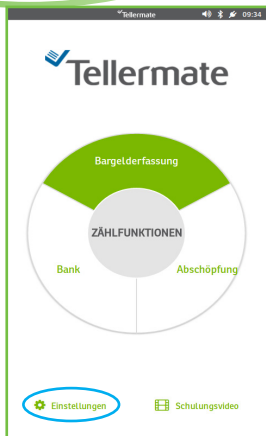 Tellermate
09:34
Tellermate
Bargelderfassung
ZÄHLFUNKTIONEN
Bank
Abschöpfung
Einstellungen
Schulungsvideo